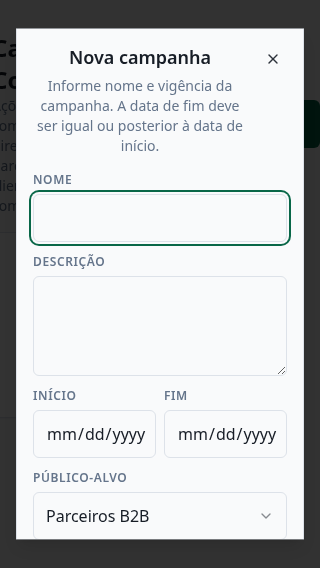 Nova campanha
Informe nome e vigência da
campanha. A data de fim deve
ser igual ou posterior à data de
início.
NOME
DESCRIÇÃO
INÍCIO
FIM
mm/dd/yyyy
mm/dd/yyyy
PÚBLICO-ALVO
Parceiros B2B